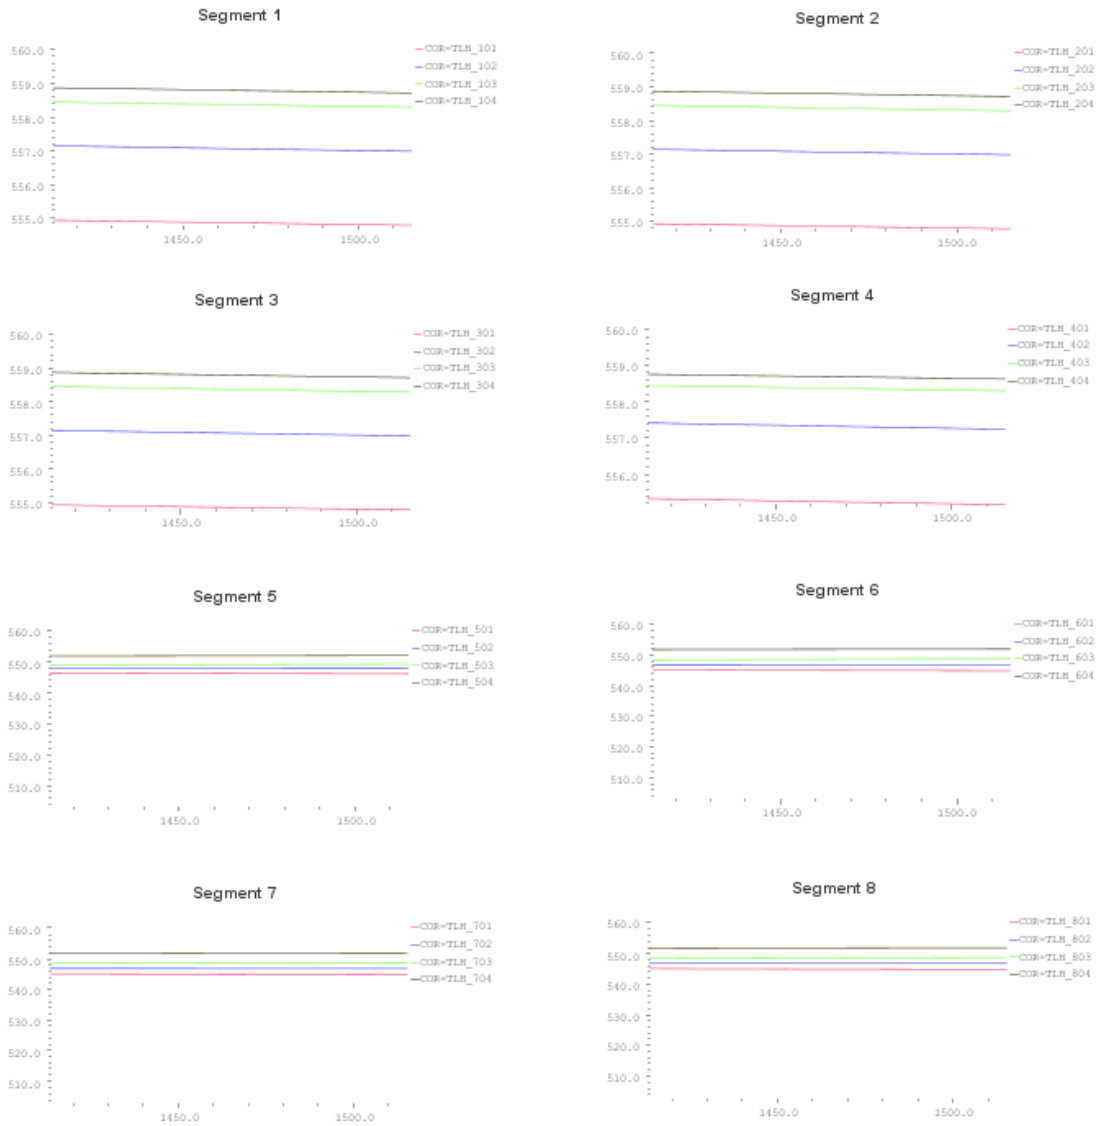 Segment 1
560.0
559.0
558.0
557.0
556.0
555.0
1450.0 1500.0
COR=TLH_101
COR=TLH_102
COR=TLH_103
COR=TLH_104
Segment 2
560.0
559.0
558.0
557.0
556.0
555.0
1450.0 1500.0
COR=TLH_201
COR=TLH_202
COR=TLH_203
COR=TLH_204
Segment 3
560.0
559.0
558.0
557.0
556.0
555.0
1450.0 1500.0
COR=TLH_301
COR=TLH_302
COR=TLH_303
COR=TLH_304
Segment 4
560.0
559.0
558.0
557.0
556.0
1450.0 1500.0
COR=TLH_401
COR=TLH_402
COR=TLH_403
COR=TLH_404
Segment 5
560.0
550.0
540.0
530.0
520.0
510.0
1450.0 1500.0
COR=TLH_501
COR=TLH_502
COR=TLH_503
COR=TLH_504
Segment 6
560.0
550.0
540.0
530.0
520.0
510.0
1450.0 1500.0
COR=TLH_601
COR=TLH_602
COR=TLH_603
COR=TLH_604
Segment 7
560.0
550.0
540.0
530.0
520.0
510.0
1450.0 1500.0
COR=TLH_701
COR=TLH_702
COR=TLH_703
COR=TLH_704
Segment 8
560.0
550.0
540.0
530.0
520.0
510.0
1450.0 1500.0
COR=TLH_801
COR=TLH_802
COR=TLH_803
COR=TLH_804